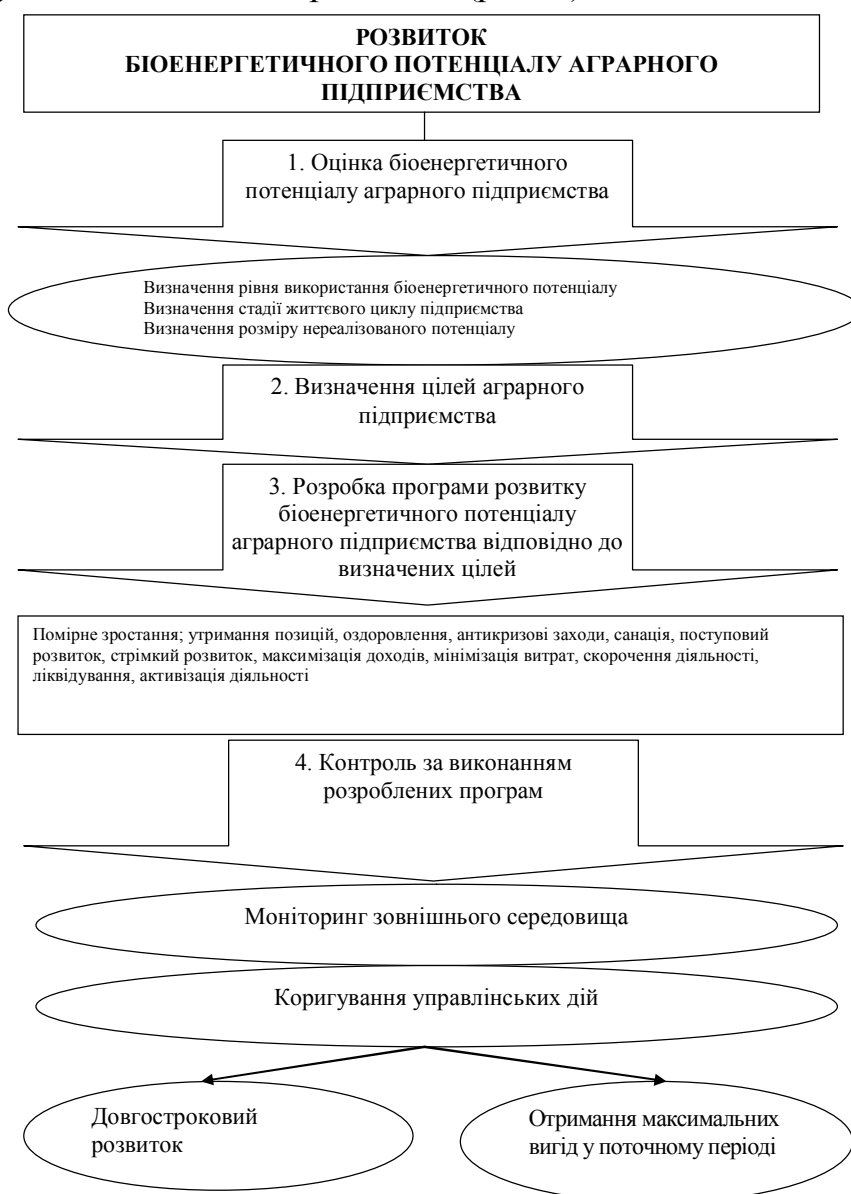 РОЗВИТОК
БІОЕНЕРГЕТИЧНОГО ПОТЕНЦІАЛУ АГРАРНОГО
ПІДПРИЄМСТВА
1. Оцінка біоенергетичного
потенціалу аграрного підприємства
Визначення рівня використання біоенергетичного потенціалу
Визначення стадії життєвого циклу підприємства
Визначення розміру нереалізованого потенціалу
2. Визначення цілей аграрного
підприємства
3. Розробка програми розвитку
біоенергетичного потенціалу
аграрного підприємства відповідно до
визначених цілей
Помірне зростання; утримання позицій, оздоровлення, антикризові заходи, санація, поступовий
розвиток, стрімкий розвиток, максимізація доходів, мінімізація витрат, скорочення діяльності,
ліквідування, активізація діяльності
4. Контроль за виконанням
розроблених програм
Моніторинг зовнішнього середовища
Коригування управлінських дій
Довгостроковий
розвиток
Отримання максимальних
вигід у поточному періоді